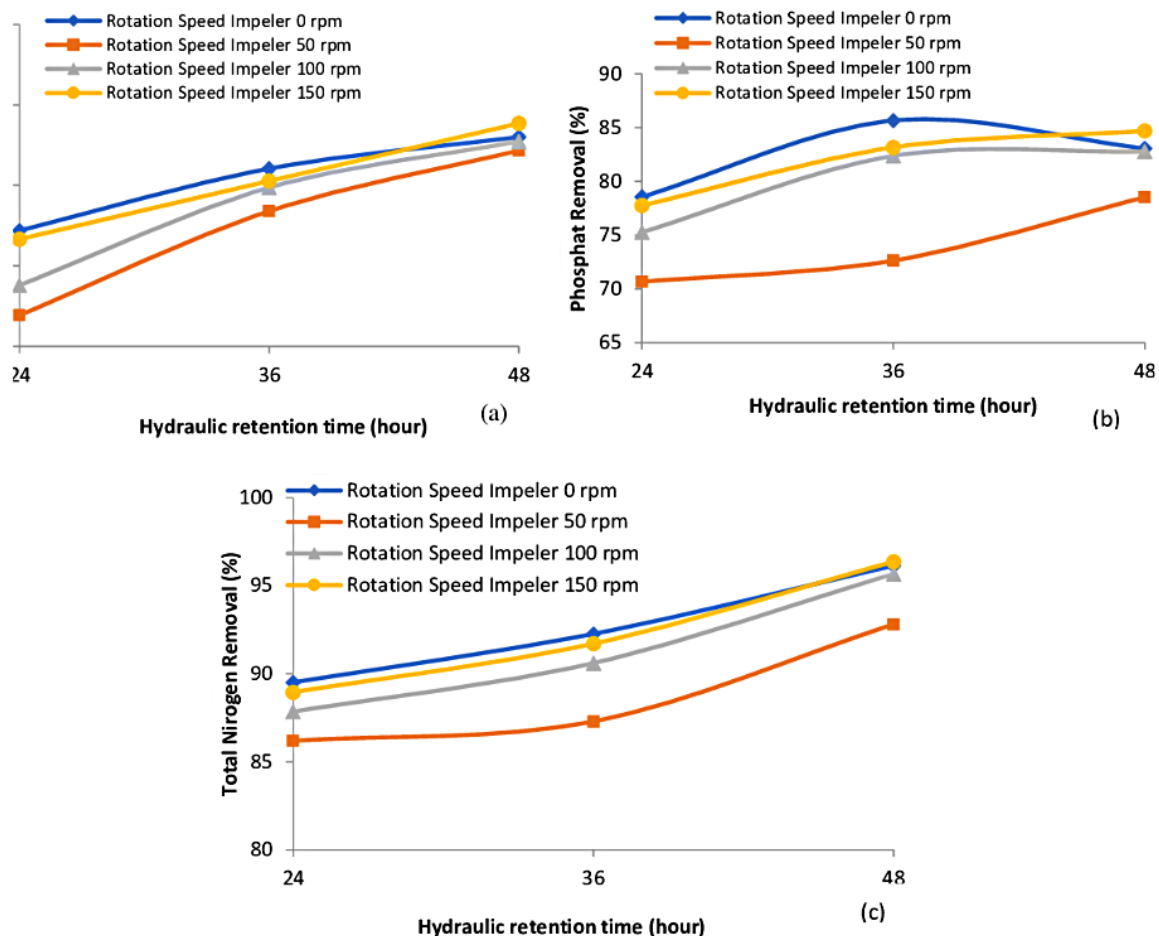 Rotation Speed Impeler 0 rpm
Rotation Speed Impeler 50 rpm
Rotation Speed Impeler 100 rpm
Rotation Speed Impeler 150 rpm
24
36
48
Hydraulic retention time (hour)
(a)
Rotation Speed Impeler 0 rpm
Rotation Speed Impeler 50 rpm
Rotation Speed Impeler 100 rpm
Rotation Speed Impeler 150 rpm
Phosphat Removal (%)
90
85
80
75
70
65
24
36
48
Hydraulic retention time (hour)
(b)
Rotation Speed Impeler 0 rpm
Rotation Speed Impeler 50 rpm
Rotation Speed Impeler 100 rpm
Rotation Speed Impeler 150 rpm
Total Nirogen Removal (%)
100
95
90
85
80
24
36
48
Hydraulic retention time (hour)
(c)